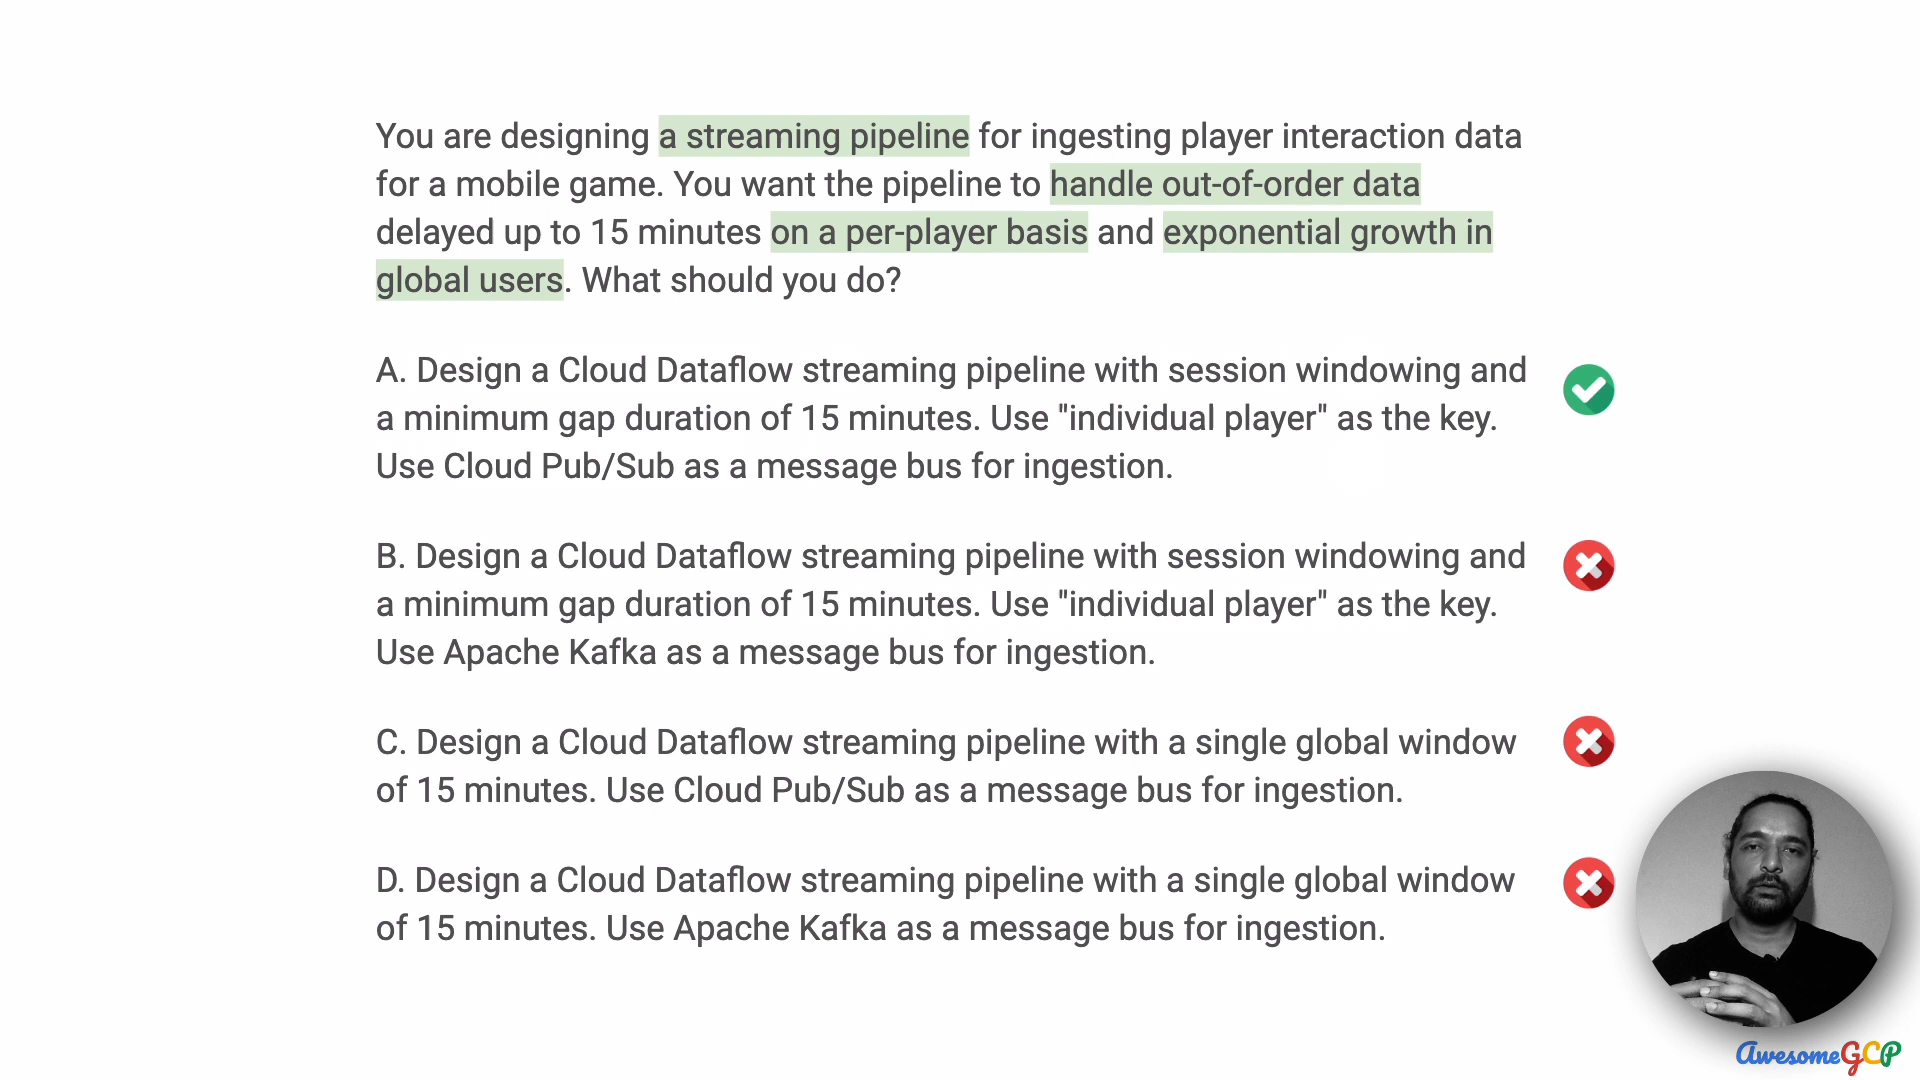 You are designing a streaming pipeline for ingesting player interaction data
for a mobile game. You want the pipeline to handle out-of-order data
delayed up to 15 minutes on a per-player basis and exponential growth in
global users. What should you do?
A. Design a Cloud Dataflow streaming pipeline with session windowing and
a minimum gap duration of 15 minutes. Use "individual player" as the key.
Use Cloud Pub/Sub as a message bus for ingestion.
B. Design a Cloud Dataflow streaming pipeline with session windowing and
a minimum gap duration of 15 minutes. Use "individual player" as the key.
Use Apache Kafka as a message bus for ingestion.
C. Design a Cloud Dataflow streaming pipeline with a single global window
of 15 minutes. Use Cloud Pub/Sub as a message bus for ingestion.
D. Design a Cloud Dataflow streaming pipeline with a single global window
of 15 minutes. Use Apache Kafka as a message bus for ingestion.
AwesomeGCP